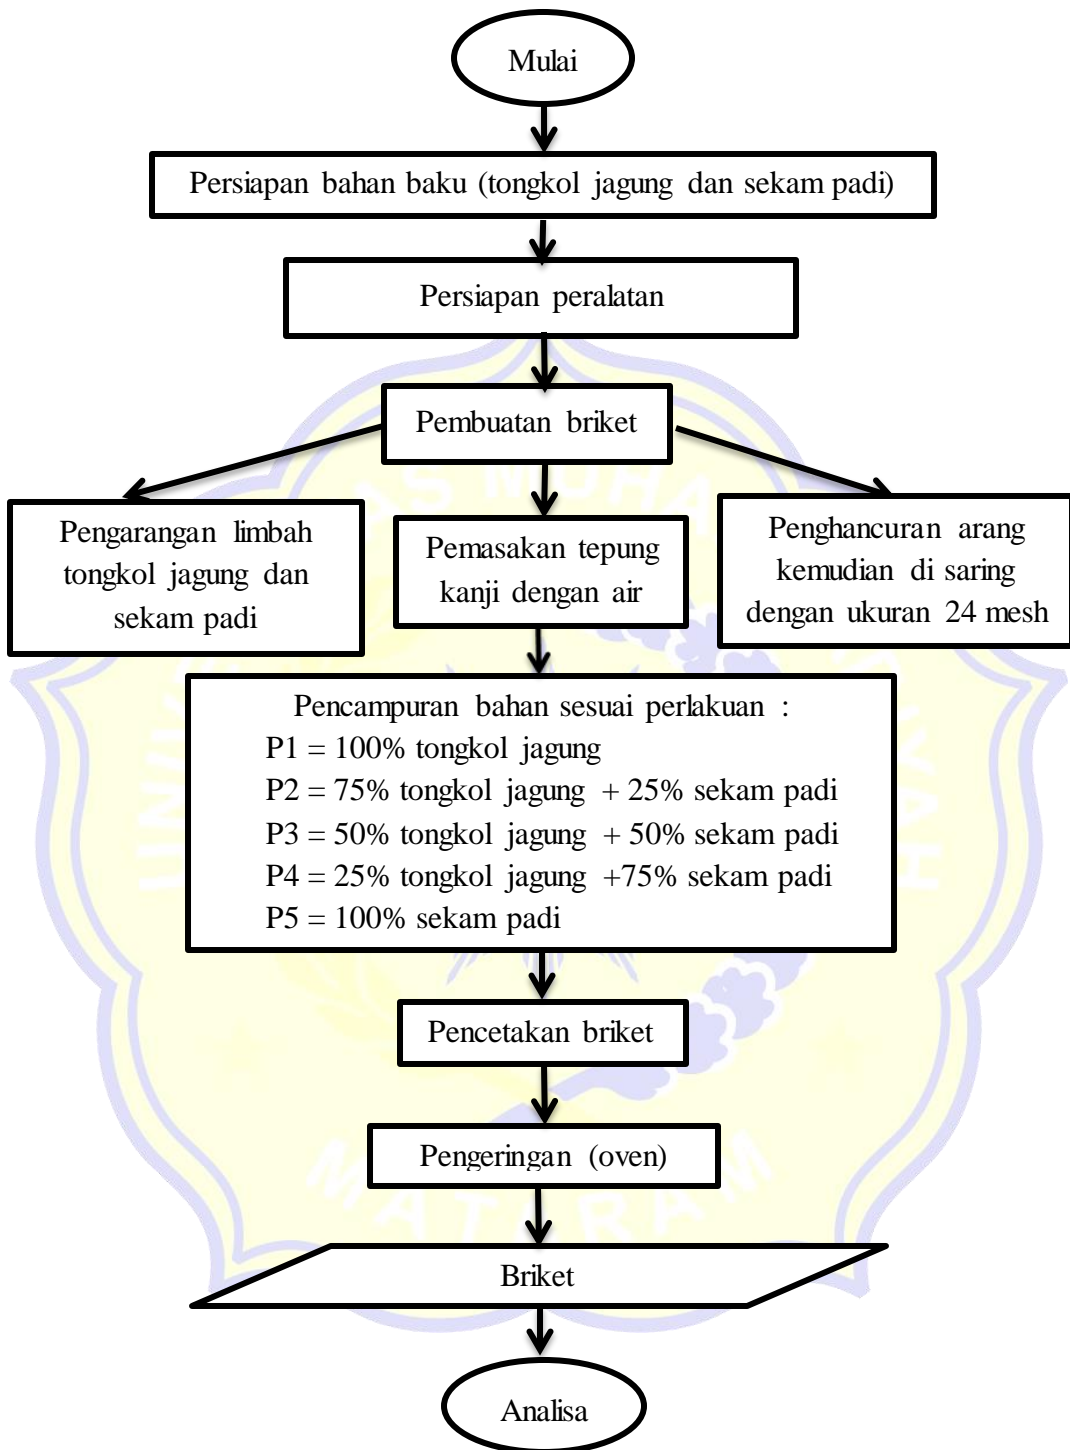 Mulai
Persiapan bahan baku (tongkol jagung dan sekam padi)
Persiapan peralatan
Pembuatan briket
Pengarangan limbah
tongkol jagung dan
sekam padi
Pemasakan tepung
kanji dengan air
Penghancuran arang
kemudian di saring
dengan ukuran 24 mesh
Pencampuran bahan sesuai perlakuan :
P1 = 100% tongkol jagung
P2 = 75% tongkol jagung + 25% sekam padi
P3 = 50% tongkol jagung + 50% sekam padi
P4 = 25% tongkol jagung +75% sekam padi
P5 = 100% sekam padi
Pencetakan briket
Pengeringan (oven)
Briket
Analisa
MATARAM